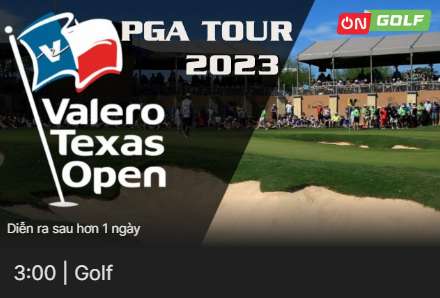 PGA TOUR
2023
ON GOLF
V
Valero
Texas
Open
Diễn ra sau hơn 1 ngày
3:00 | Golf